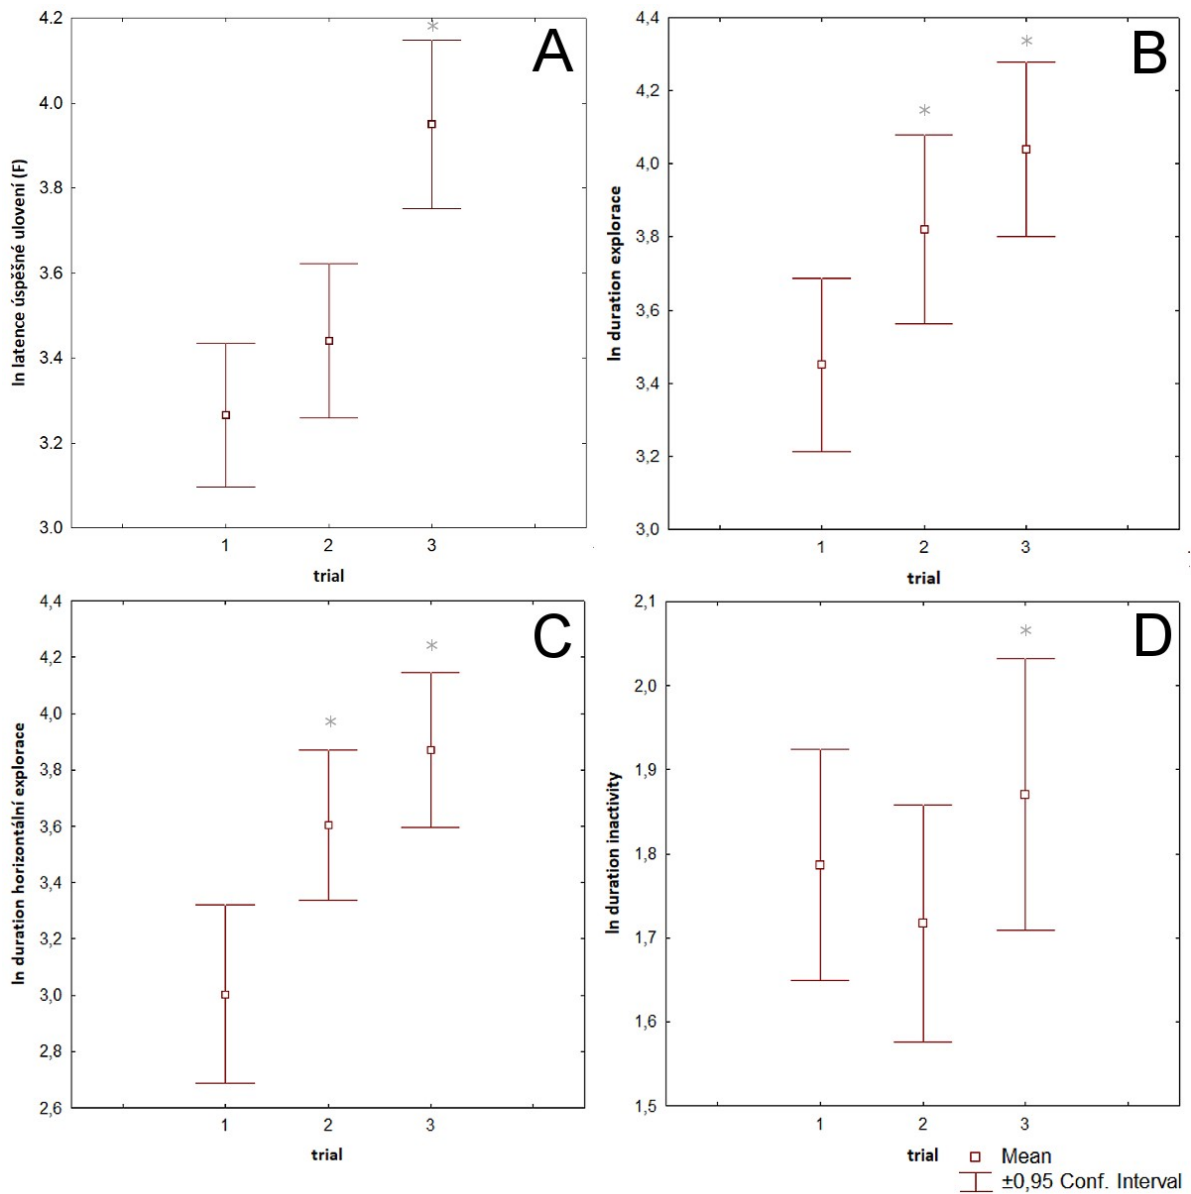 A
4.2
4.0
3.8
3.6
3.4
3.2
3.0
ln latence úspěšné ulovení (F)
*
1 2 3
trial
B
4,4
4,2
4,0
3,8
3,6
3,4
3,2
3,0
ln duration explorace
* *
1 2 3
trial
C
4,4
4,2
4,0
3,8
3,6
3,4
3,2
3,0
2,8
2,6
ln duration horizontální explorace
* *
1 2 3
trial
D
2,1
2,0
1,9
1,8
1,7
1,6
1,5
ln duration inactivity
*
1 2 3
trial
Mean
±0,95 Conf. Interval